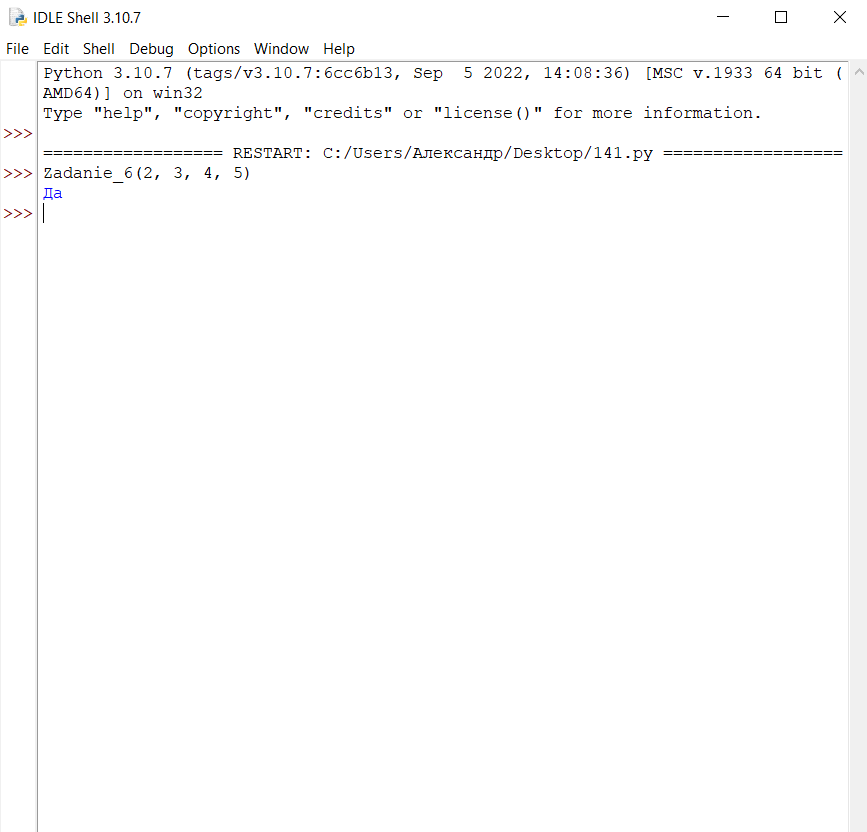 IDLE Shell 3.10.7
File Edit Shell Debug Options Window Help
Python 3.10.7 (tags/v3.10.7:6cc6b13, Sep  5 2022, 14:08:36) [MSC v.1933 64 bit (
AMD64)] on win32
Type "help", "copyright", "credits" or "license()" for more information.
>>>
================== RESTART: C:/Users/Александр/Desktop/141.py ==================
>>> Zadanie_6(2, 3, 4, 5)
Да
>>>